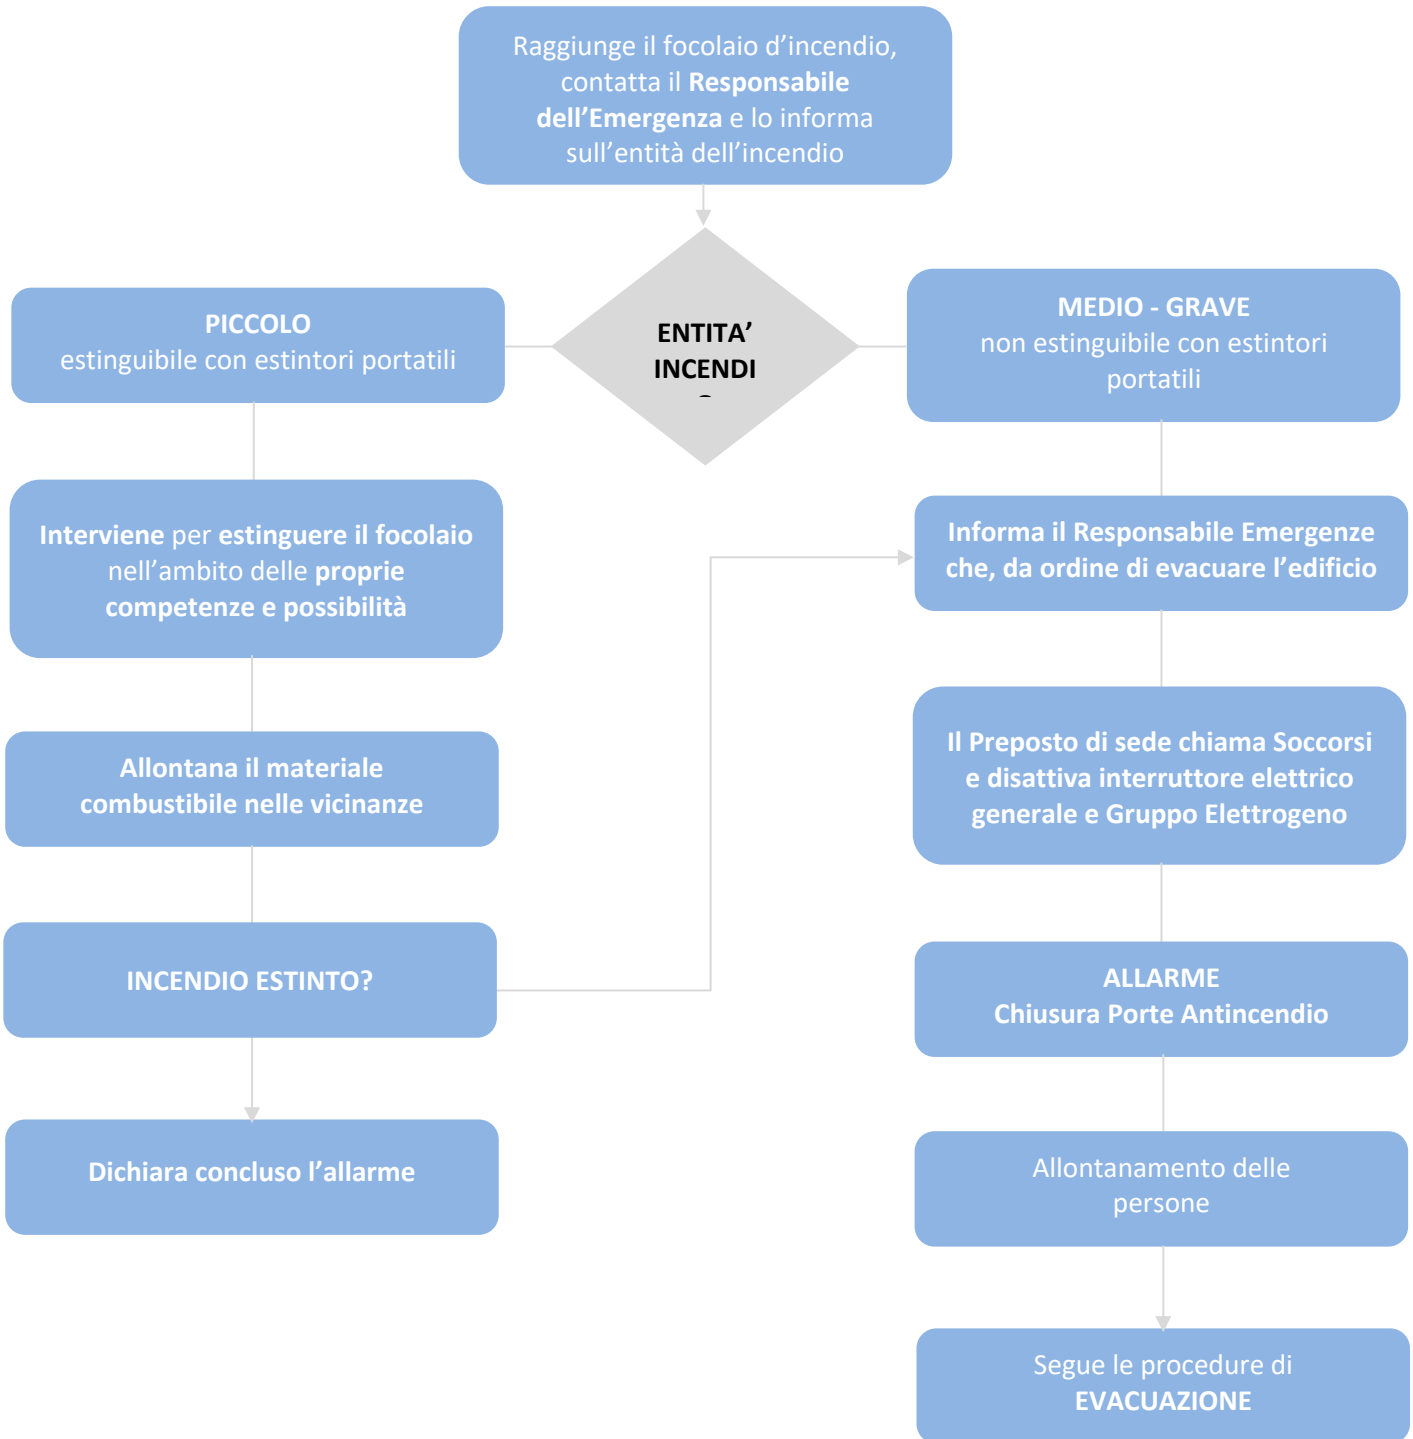 Raggiunge il focolaio d’incendio,
contatta il Responsabile
dell’Emergenza e lo informa
sull’entità dell’incendio
ENTITA’
INCENDI
PICCOLO
estinguibile con estintori portatili
MEDIO - GRAVE
non estinguibile con estintori
portatili
Interviene per estinguere il focolaio
nell’ambito delle proprie
competenze e possibilità
Informa il Responsabile Emergenze
che, da ordine di evacuare l’edificio
Allontana il materiale
combustibile nelle vicinanze
Il Preposto di sede chiama Soccorsi
e disattiva interruttore elettrico
generale e Gruppo Elettrogeno
INCENDIO ESTINTO?
ALLARME
Chiusura Porte Antincendio
Dichiara concluso l’allarme
Allontanamento delle
persone
Segue le procedure di
EVACUAZIONE